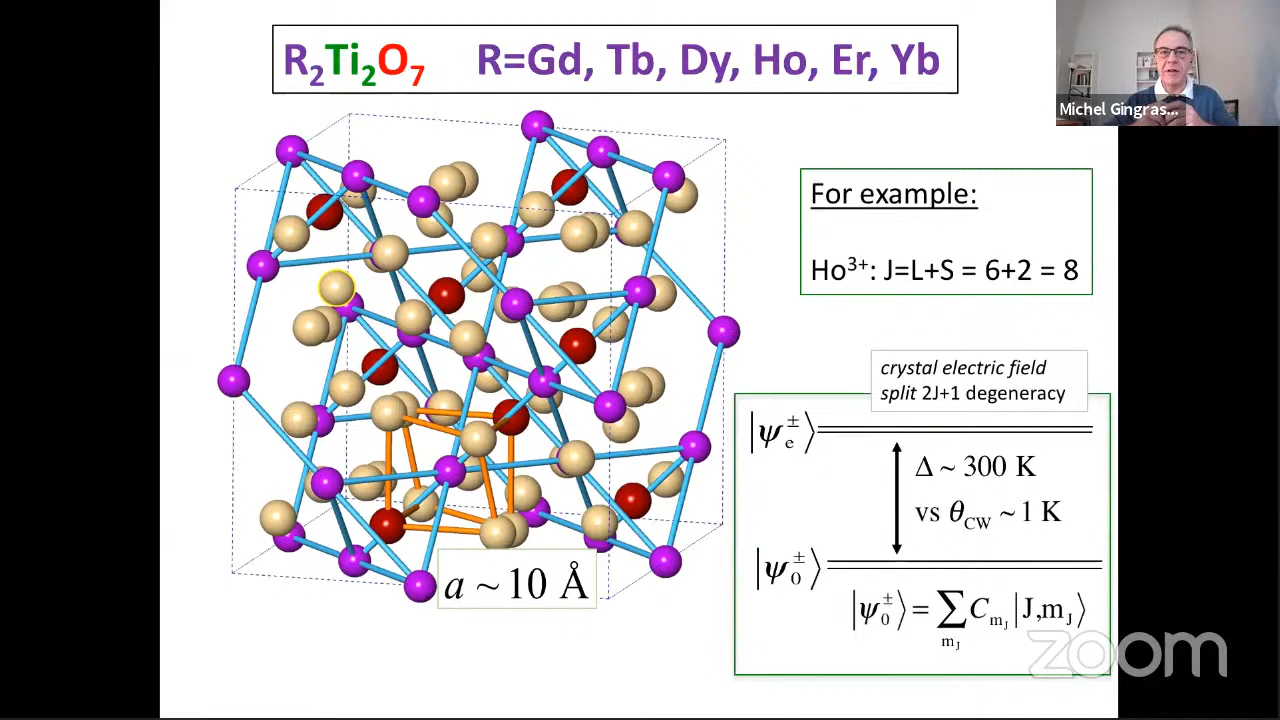 R₂Ti₂O₇ R=Gd, Tb, Dy, Ho, Er, Yb
Michel Gingras...
For example:
Ho³⁺: J=L+S = 6+2 = 8
crystal electric field
split 2J+1 degeneracy
|ψₑ^±⟩
Δ ~ 300 K
vs θ_CW ~ 1 K
|ψ₀^±⟩
|ψ₀^±⟩ = ∑_{m_J} C_{m_J} |J,m_J⟩
a ~ 10 Å
zoom